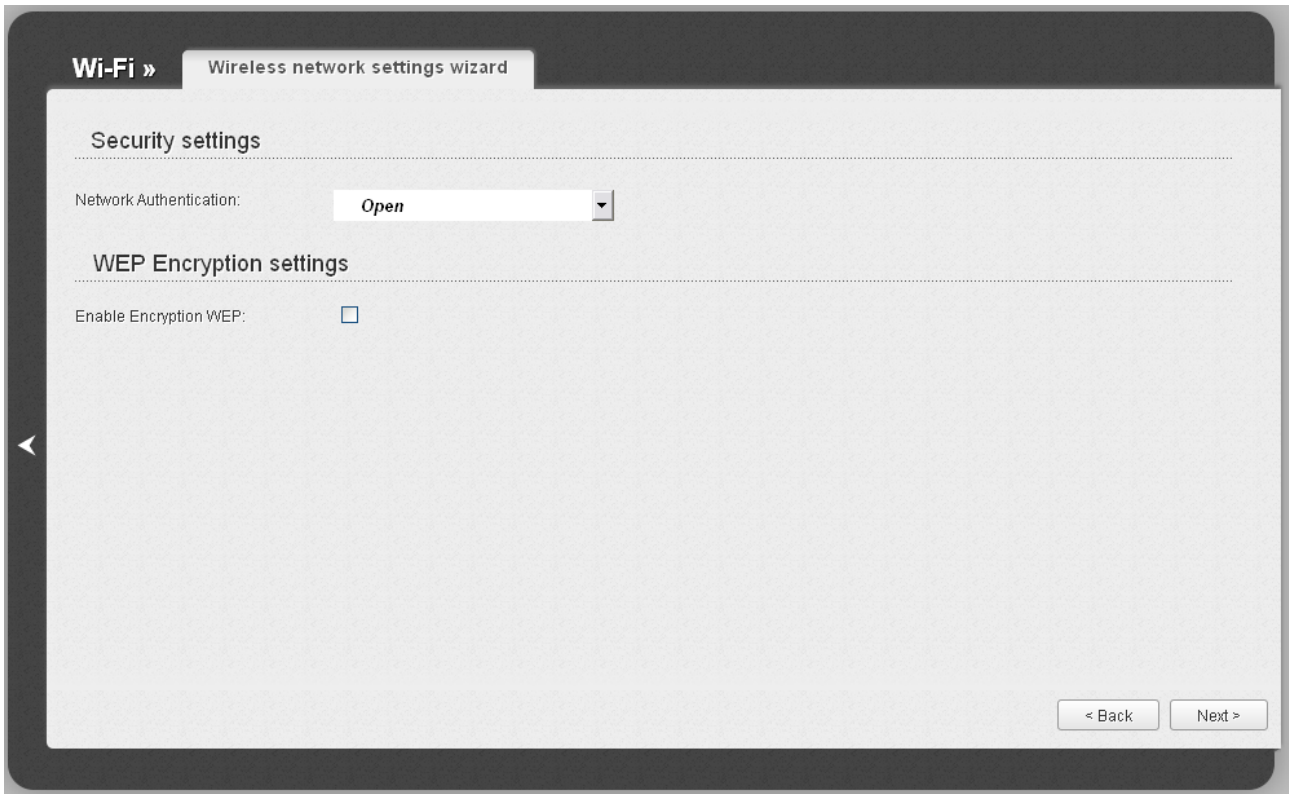 Wi-Fi » Wireless network settings wizard
Security settings
Network Authentication: Open
WEP Encryption settings
Enable Encryption WEP:
< Back Next >